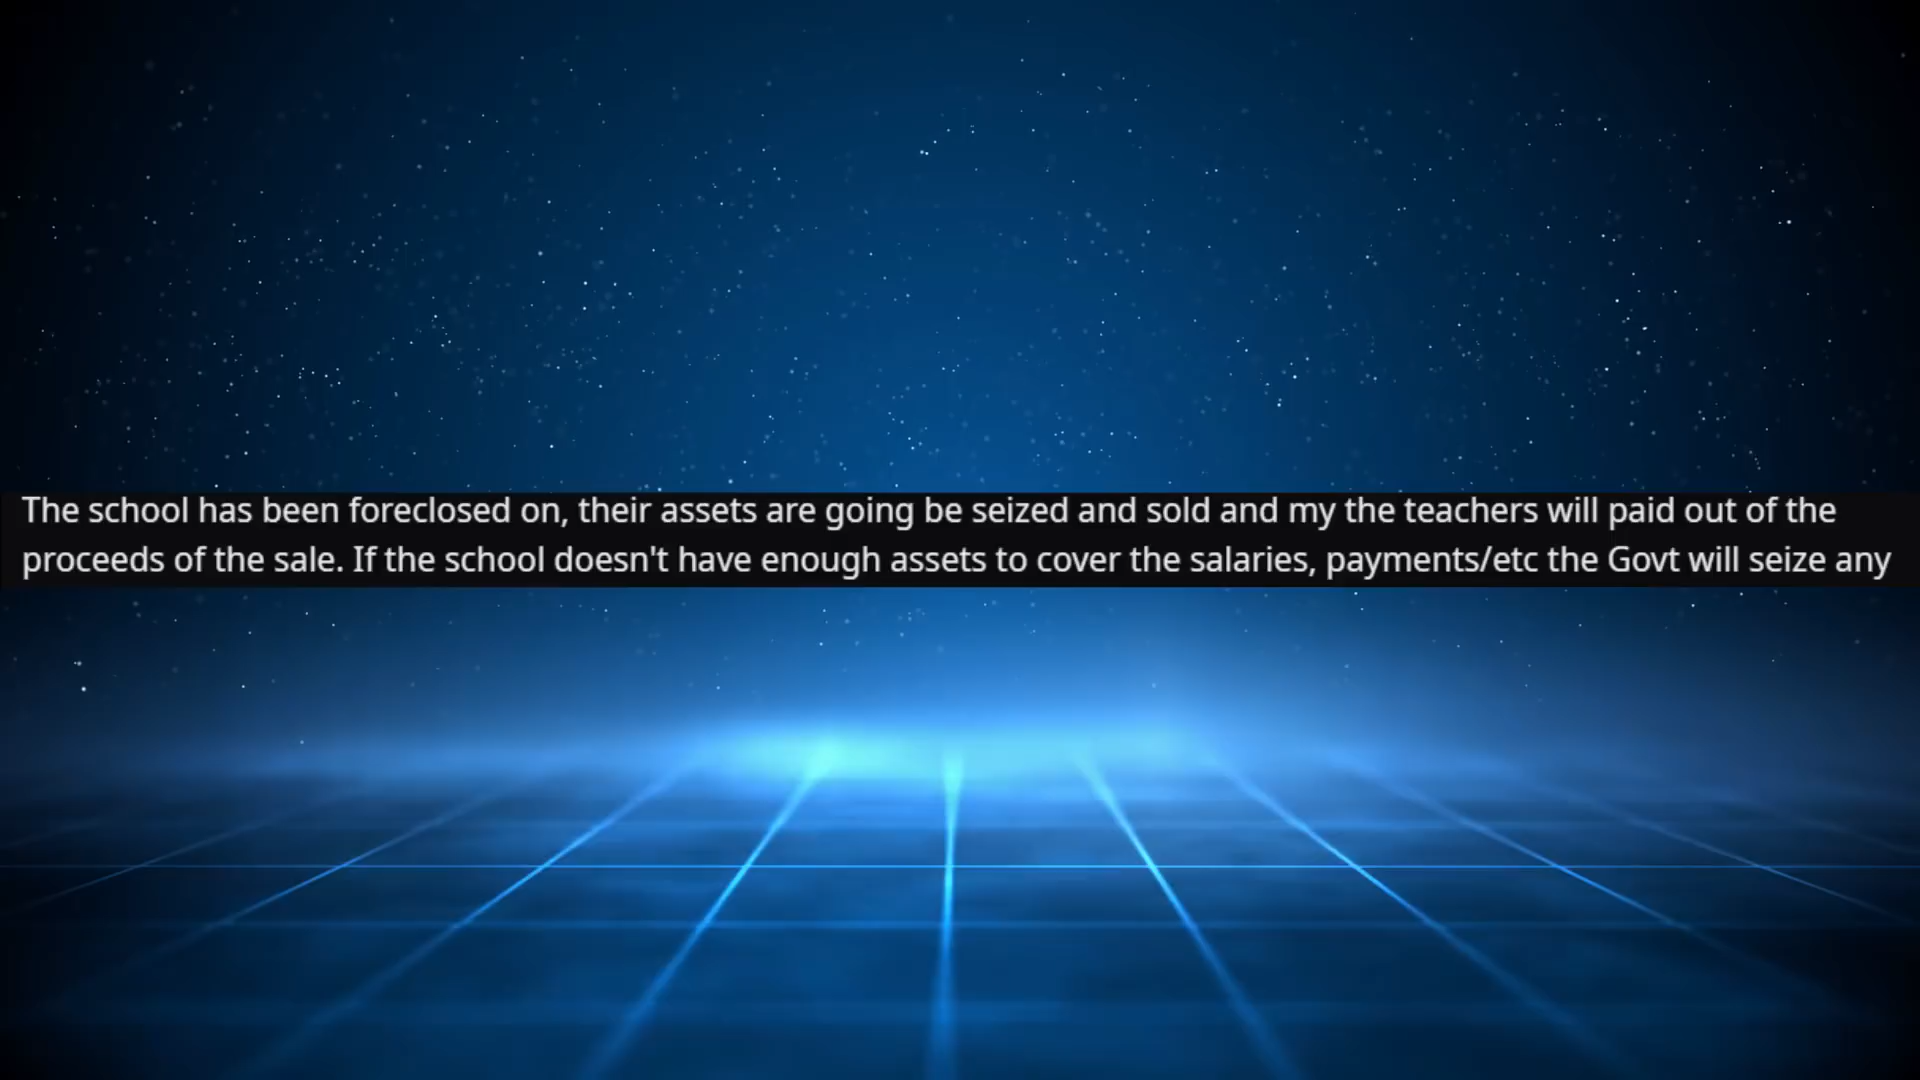 The school has been foreclosed on, their assets are going be seized and sold and my the teachers will paid out of the
proceeds of the sale. If the school doesn't have enough assets to cover the salaries, payments/etc the Govt will seize any